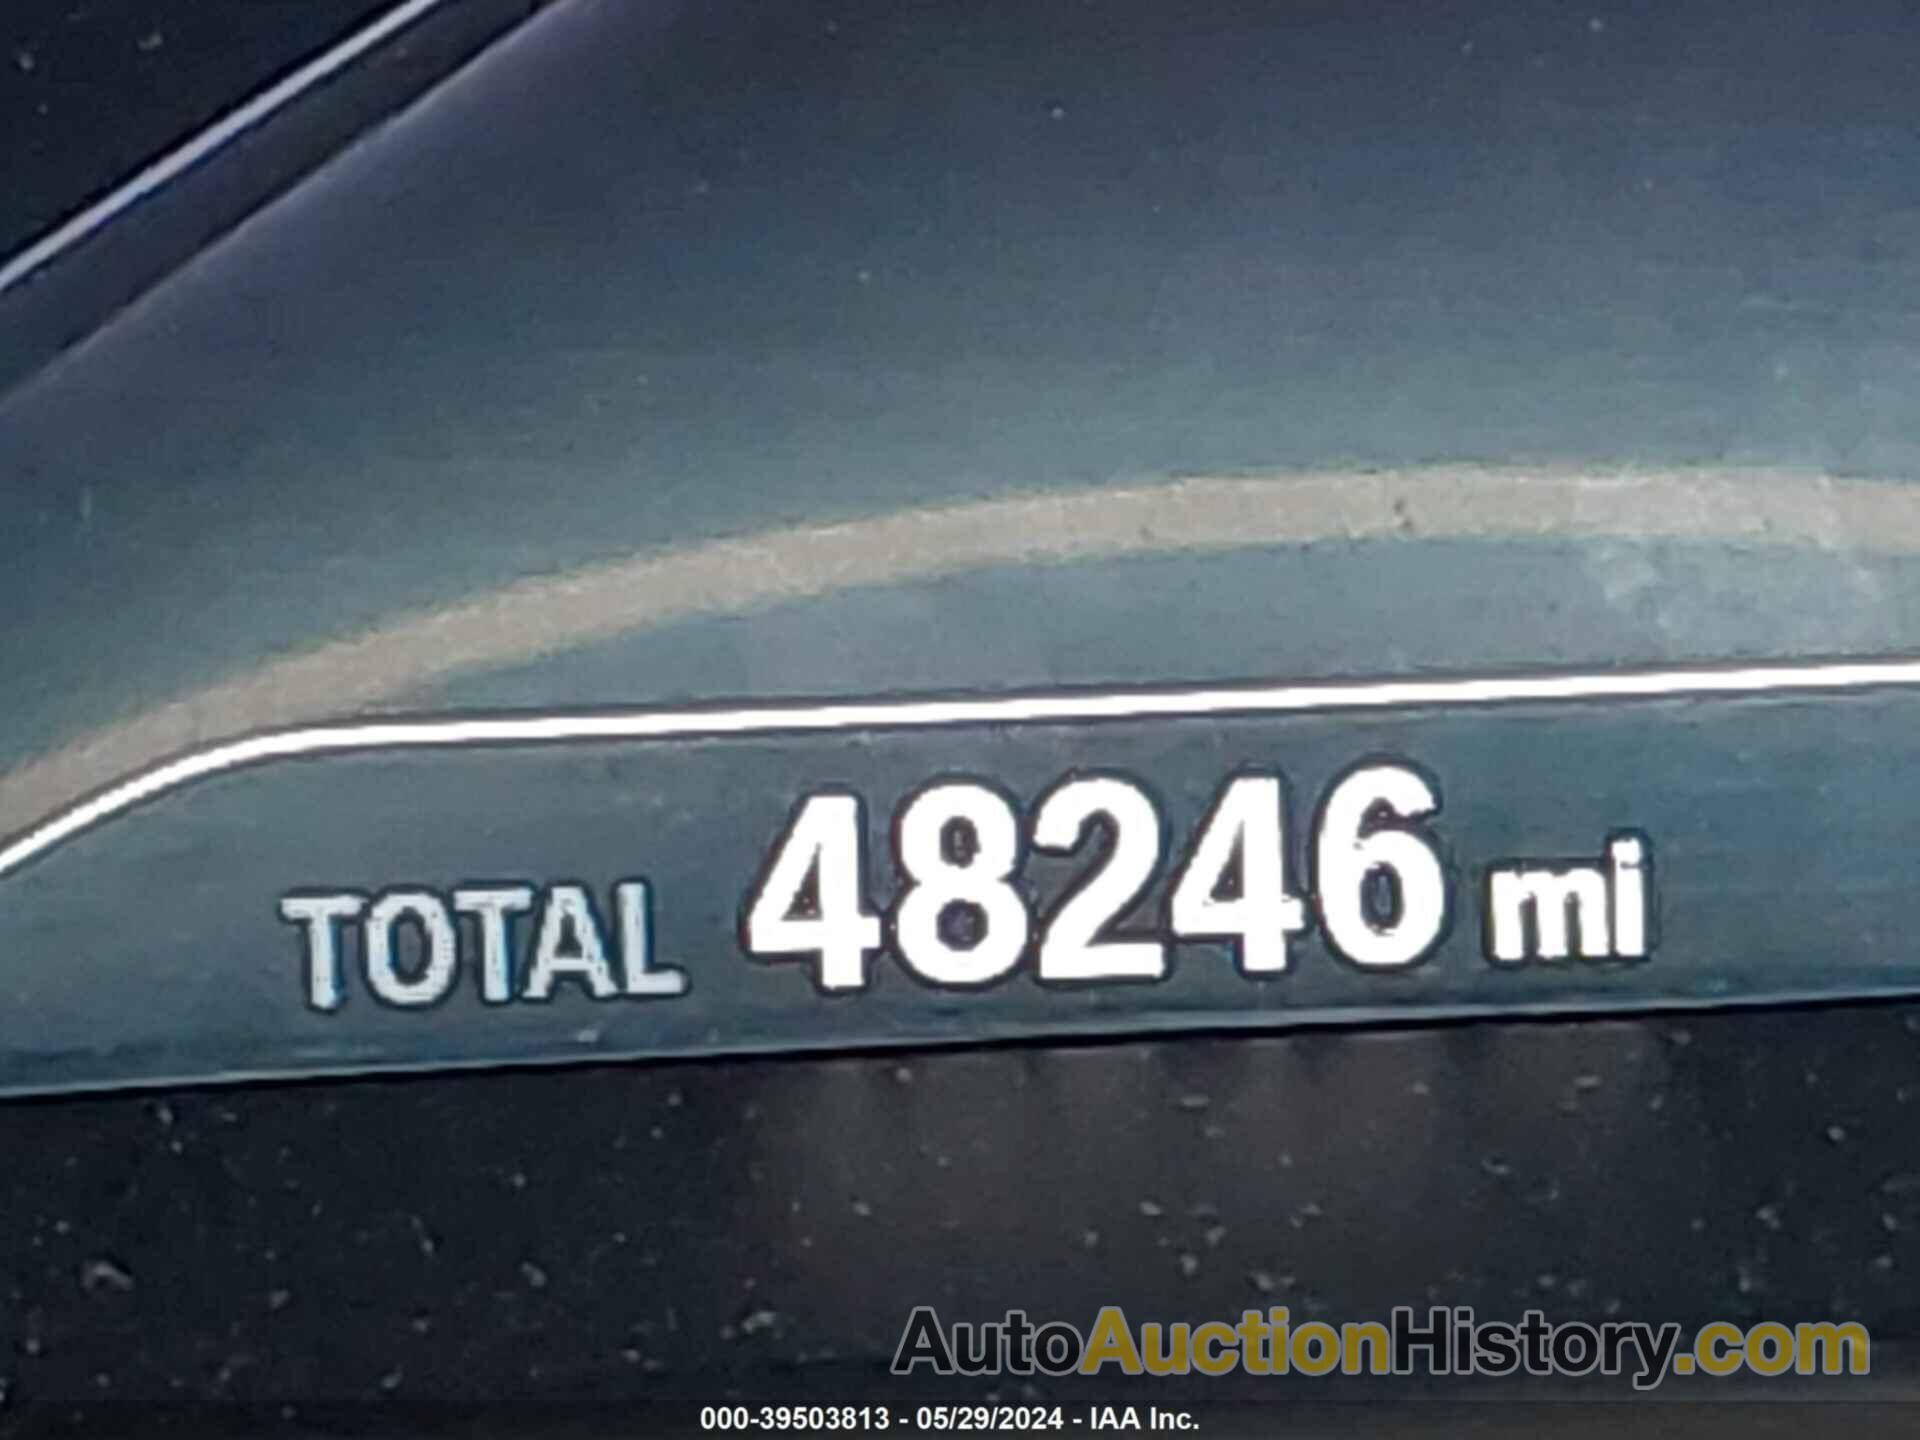 TOTAL 48246 mi
AutoAuctionHistory.com
000-39503813 - 05/29/2024 - IAA Inc.